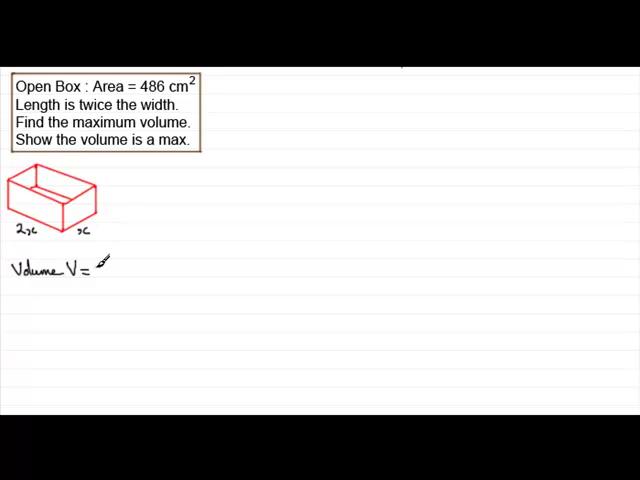 Open Box : Area = 486 cm²
Length is twice the width.
Find the maximum volume.
Show the volume is a max.
2x x
Volume V =